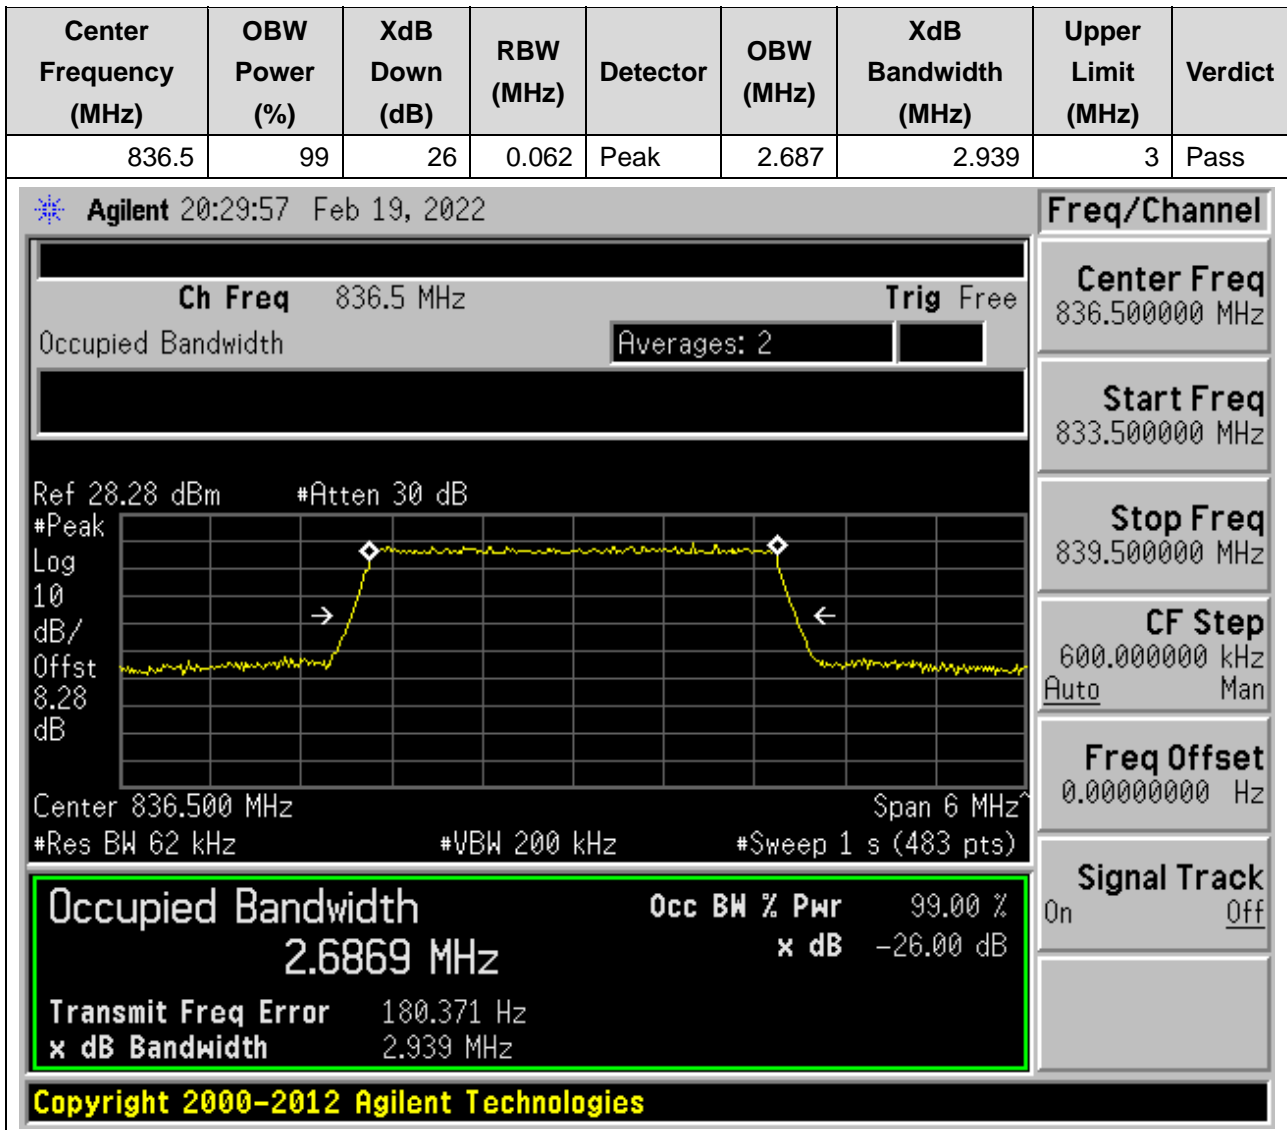 Center Frequency (MHz) OBW Power (%) XdB Down (dB) RBW (MHz) Detector OBW (MHz) XdB Bandwidth (MHz) Upper Limit (MHz) Verdict
836.5 99 26 0.062 Peak 2.687 2.939 3 Pass
Agilent 20:29:57 Feb 19, 2022
Freq/Channel
Ch Freq 836.5 MHz Trig Free
Occupied Bandwidth Averages: 2
Ref 28.28 dBm #Atten 30 dB
#Peak
Log
10
dB/
Offst
8.28
dB
Center 836.500 MHz Span 6 MHz^
#Res BW 62 kHz #VBW 200 kHz #Sweep 1 s (483 pts)
Occupied Bandwidth Occ BW % Pwr 99.00 %
2.6869 MHz x dB -26.00 dB
Transmit Freq Error 180.371 Hz
x dB Bandwidth 2.939 MHz
Center Freq
836.500000 MHz
Start Freq
833.500000 MHz
Stop Freq
839.500000 MHz
CF Step
600.000000 kHz
Auto Man
Freq Offset
0.00000000 Hz
Signal Track
On Off
Copyright 2000-2012 Agilent Technologies